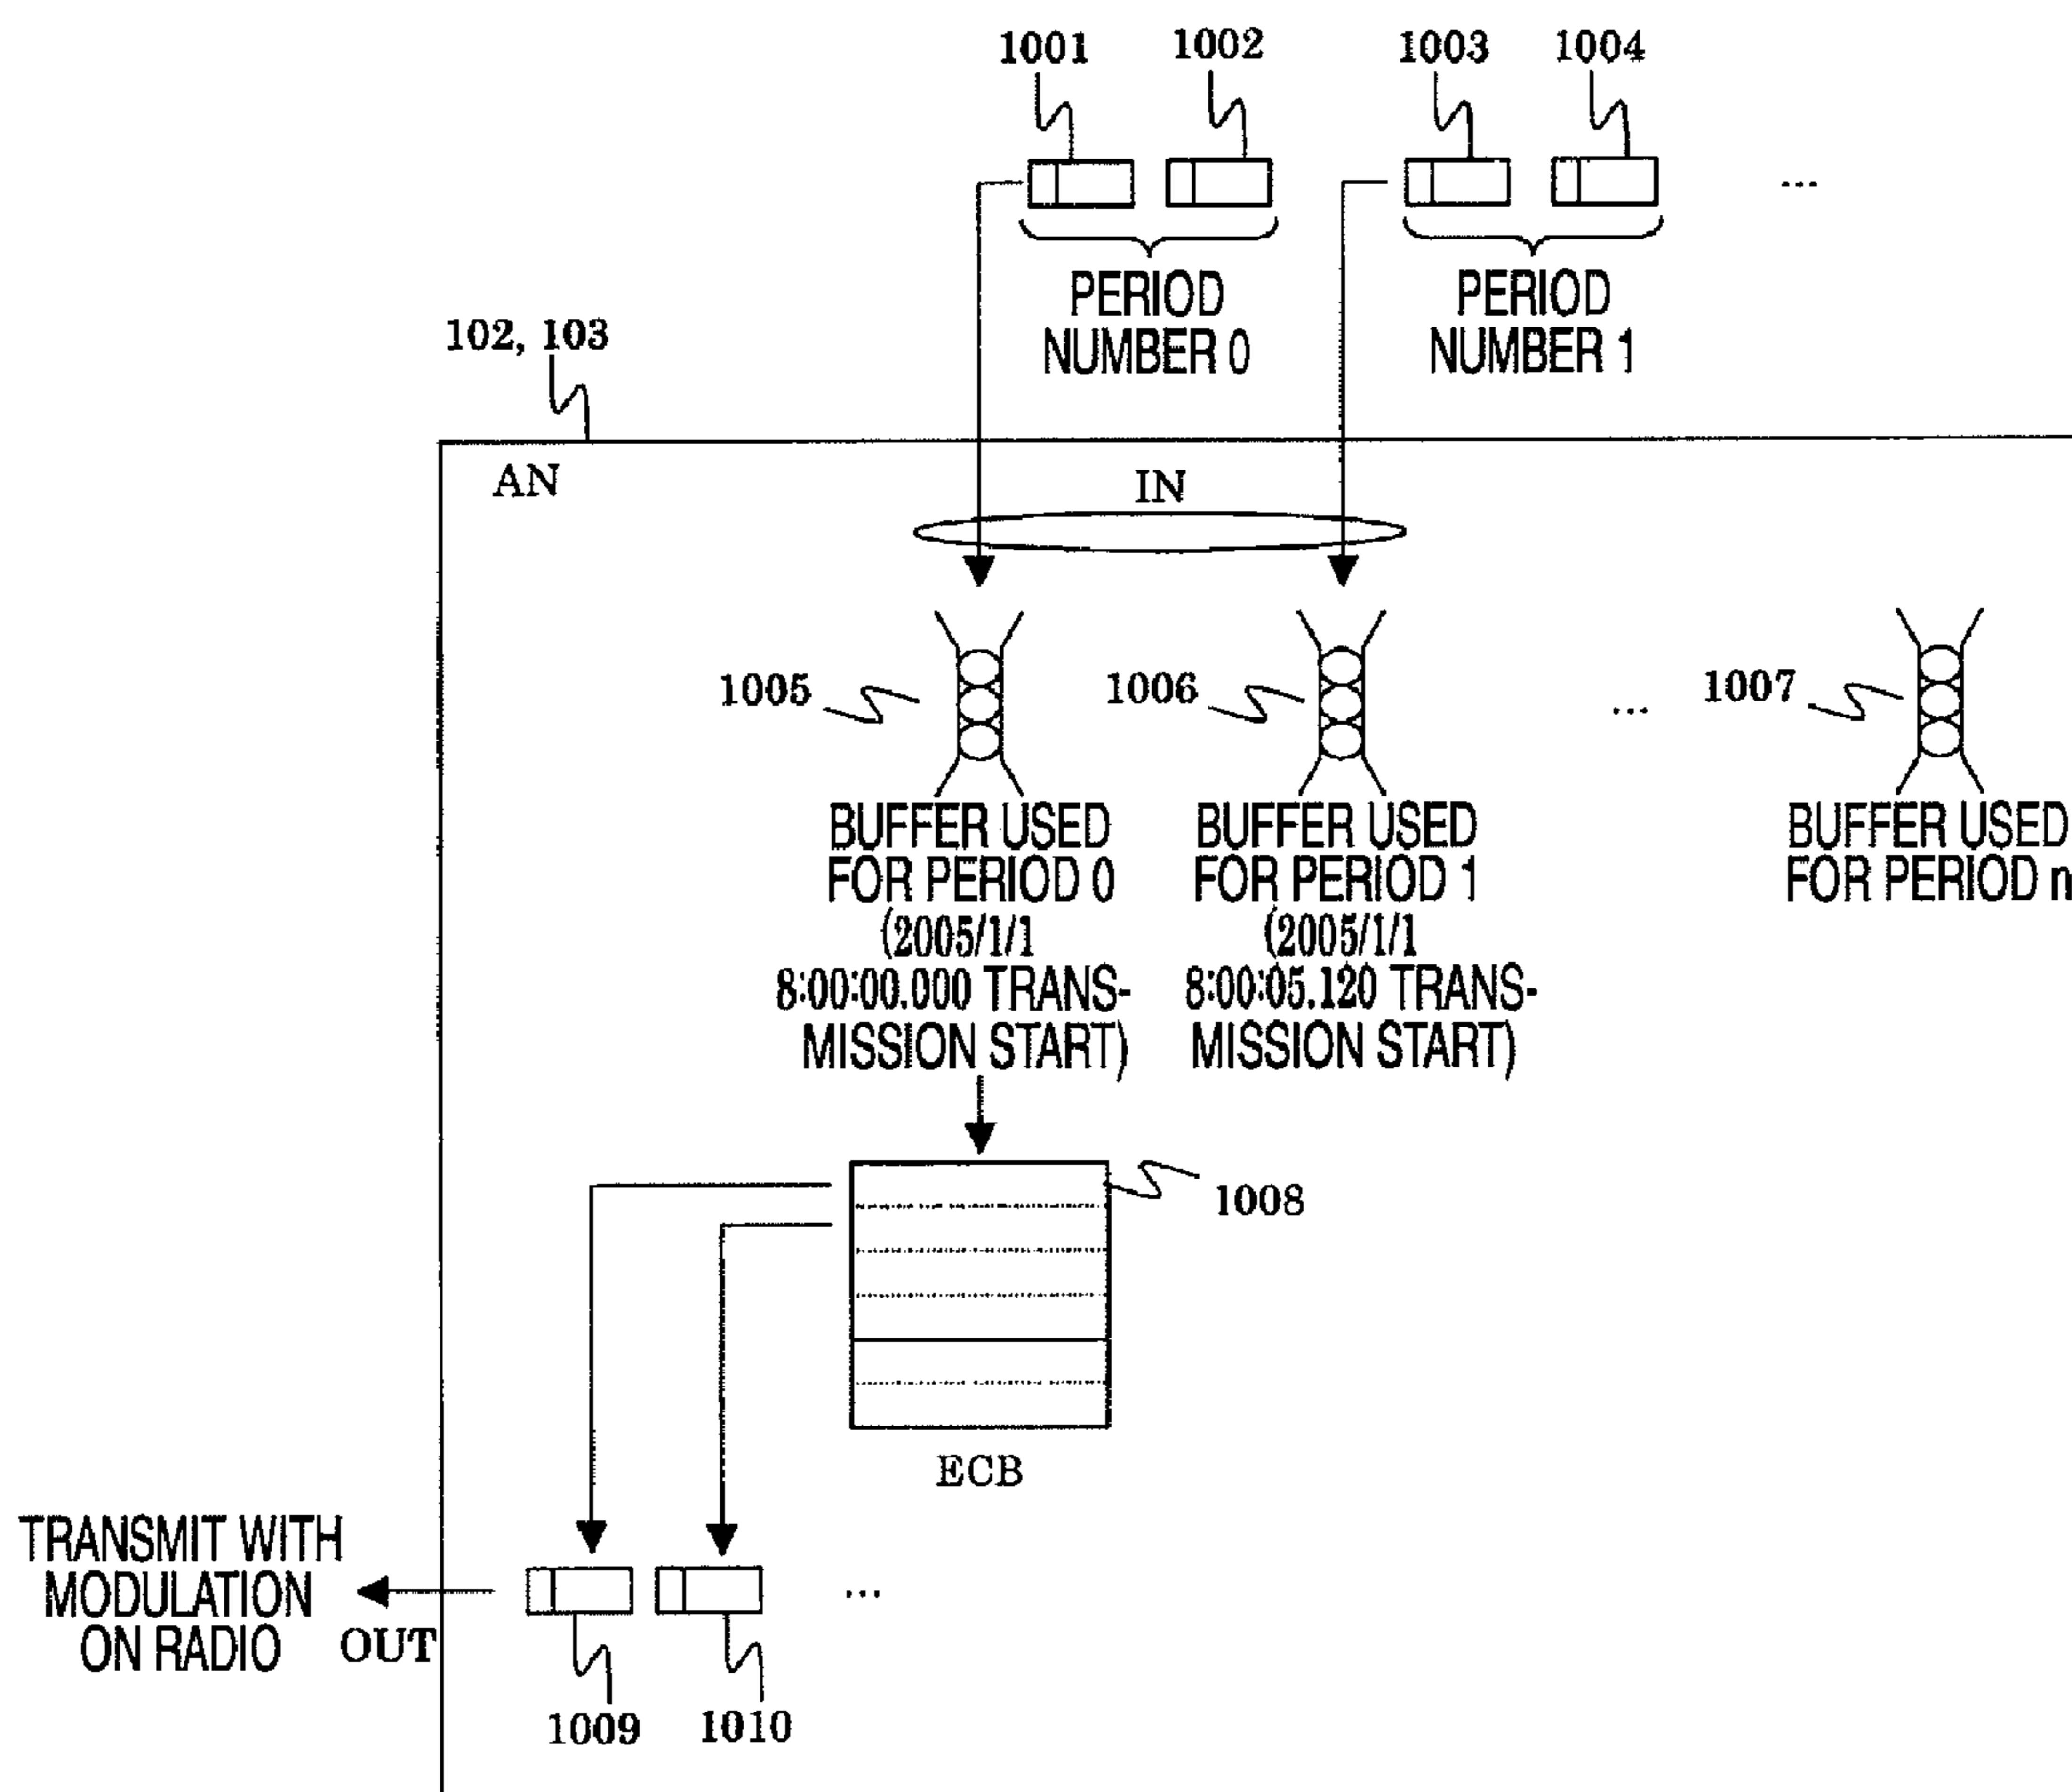 1001 1002 1003 1004
...
PERIOD
NUMBER 0
PERIOD
NUMBER 1
102, 103
AN
IN
1005 1006 ... 1007
BUFFER USED
FOR PERIOD 0
(2005/1/1
8:00:00.000 TRANS-
MISSION START)
BUFFER USED
FOR PERIOD 1
(2005/1/1
8:00:05.120 TRANS-
MISSION START)
BUFFER USED
FOR PERIOD n
1008
ECB
TRANSMIT WITH
MODULATION
ON RADIO
OUT
...
1009 1010